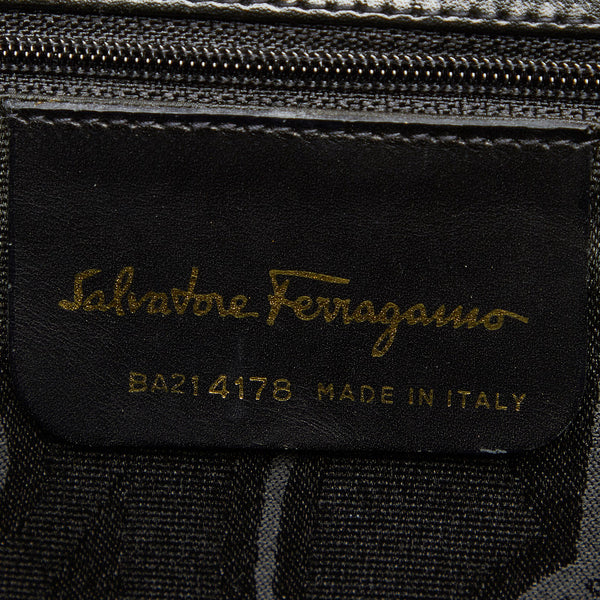 Salvatore Ferragamo
BA21 4178 MADE IN ITALY